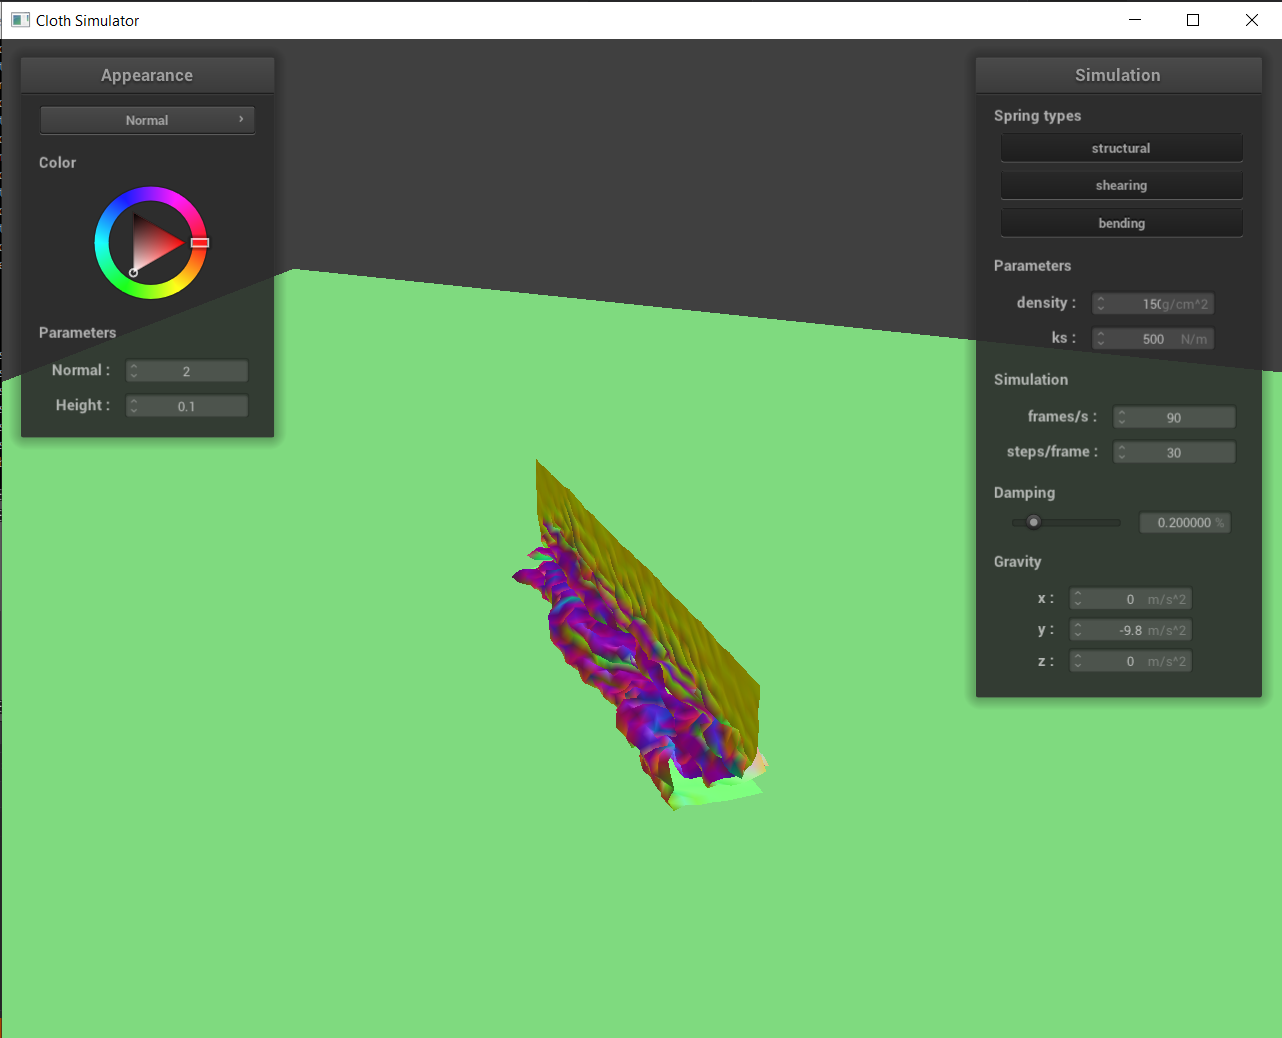 Cloth Simulator
Appearance
Normal
Color
Parameters
Normal : 2
Height : 0.1
Simulation
Spring types
structural
shearing
bending
Parameters
density : 150 g/cm^2
ks : 500 N/m
Simulation
frames/s : 90
steps/frame : 30
Damping
0.200000 %
Gravity
x : 0 m/s^2
y : -9.8 m/s^2
z : 0 m/s^2